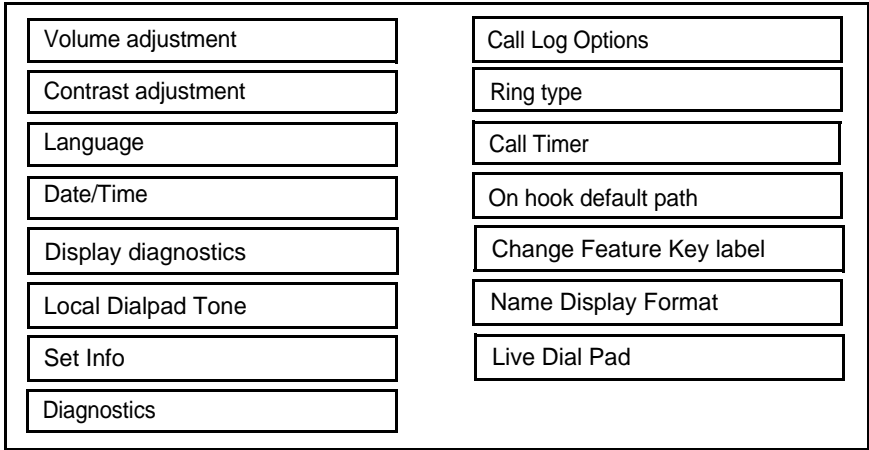 Volume adjustment
Contrast adjustment
Language
Date/Time
Display diagnostics
Local Dialpad Tone
Set Info
Diagnostics
Call Log Options
Ring type
Call Timer
On hook default path
Change Feature Key label
Name Display Format
Live Dial Pad